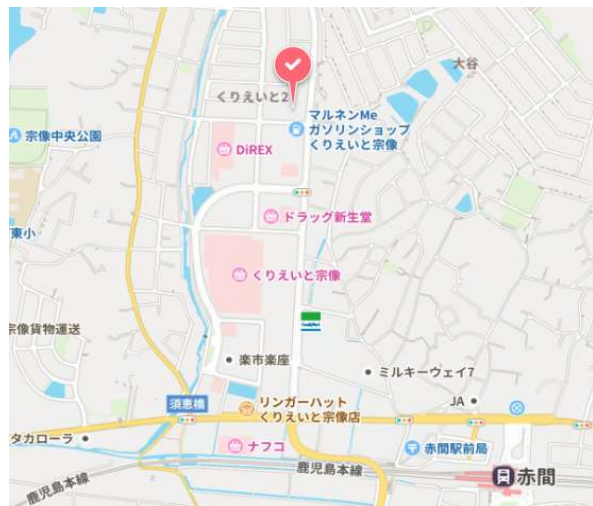 大谷
くりえいと2
マルネンMe
ガソリンショップ
くりえいと宗像
宗像中央公園
DiREX
ドラッグ新生堂
東小
くりえいと宗像
FamilyMart
宗像貨物運送
楽市楽座
ミルキーウェイ7
須恵橋
リンガーハット
くりえいと宗像店
JA
タカローラ
ナフコ
赤間駅前局
鹿児島本線
赤間
鹿児島本線